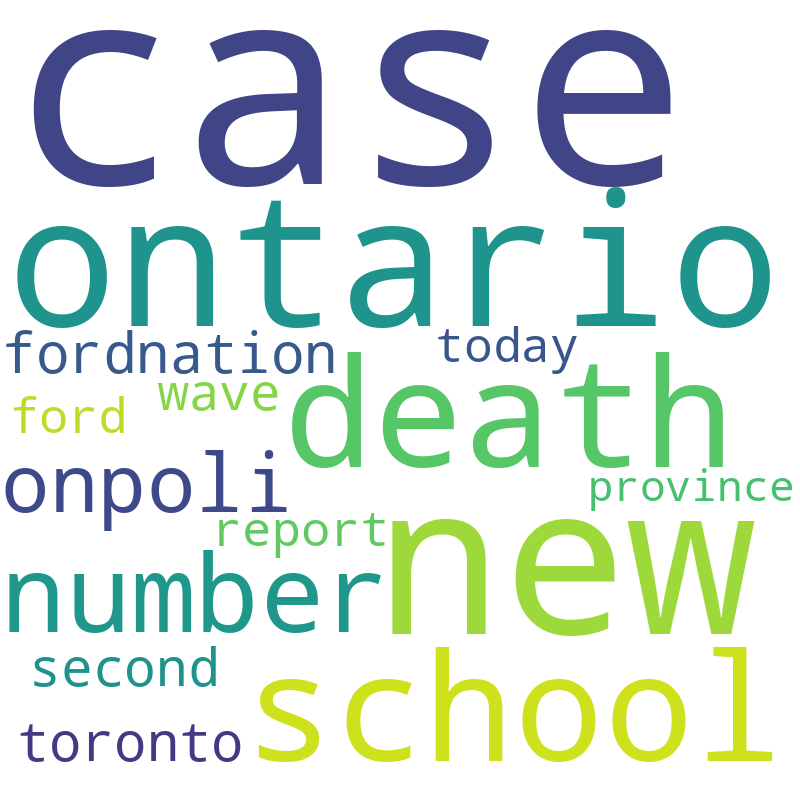 case
ontario
fordnation today
wave
ford death
onpoli
province
report
number new
second
school
toronto